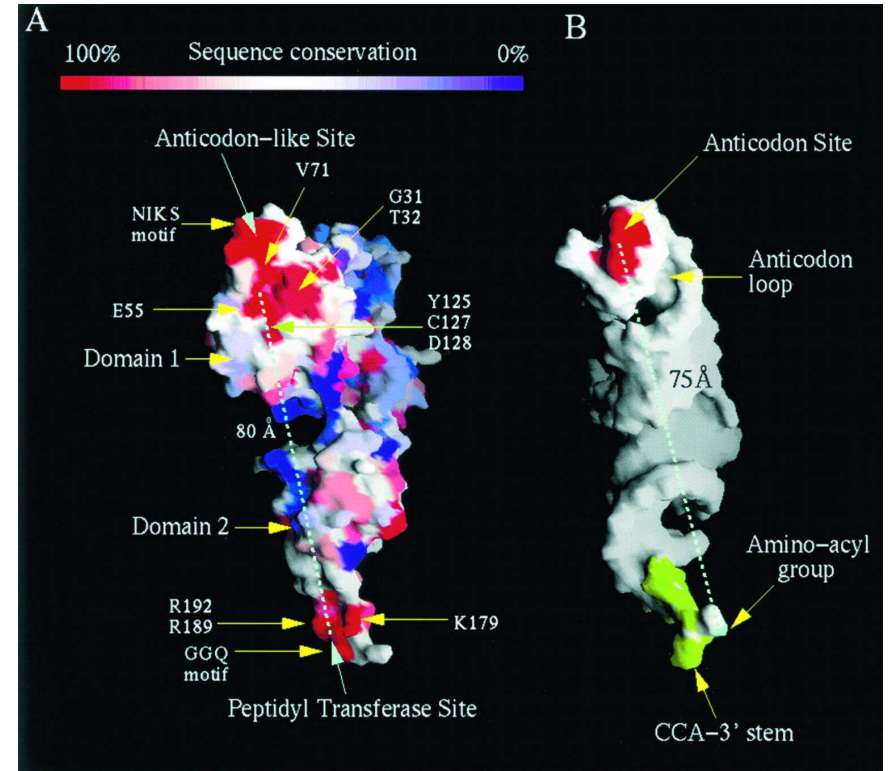 A
100% Sequence conservation 0%
Anticodon-like Site
V71
G31
T32
NIKS
motif
E55
Y125
C127
D128
Domain 1
80 Å
Domain 2
R192
R189
K179
GGQ
motif
Peptidyl Transferase Site
B
Anticodon Site
Anticodon
loop
75Å
Amino-acyl
group
CCA-3' stem